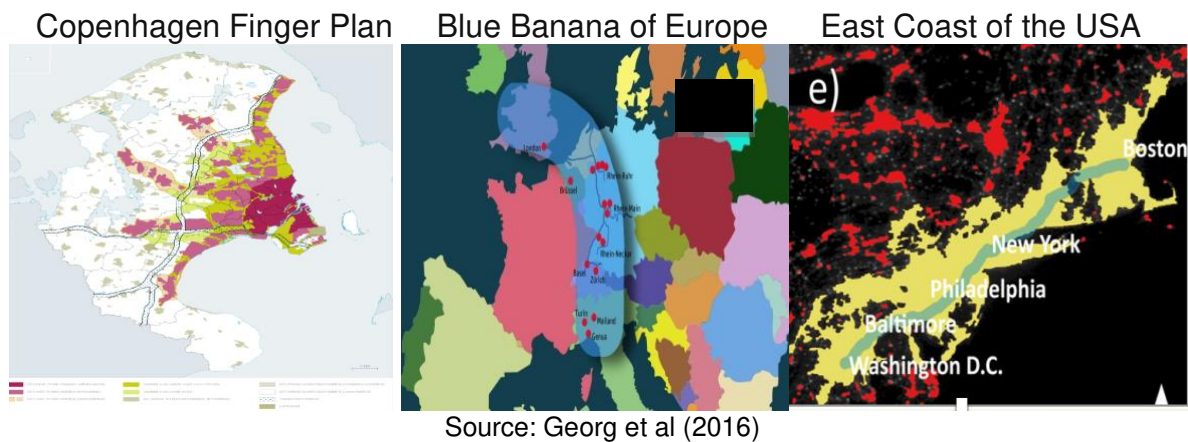 Copenhagen Finger Plan
Blue Banana of Europe
East Coast of the USA
London
Brüssel
Rhein-Ruhr
Rhein-Main
Rhein-Neckar
Basel
Zürich
Turin
Mailand
Genua
e)
Boston
New York
Philadelphia
Baltimore
Washington D.C.
Source: Georg et al (2016)